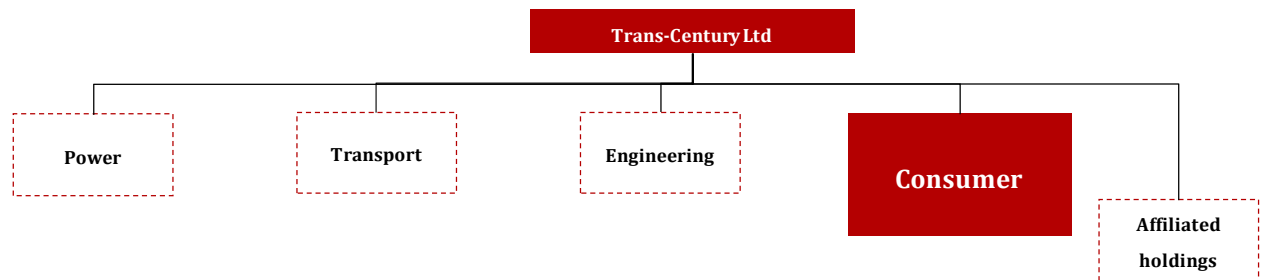 Trans-Century Ltd
Power
Transport
Engineering
Consumer
Affiliated
holdings